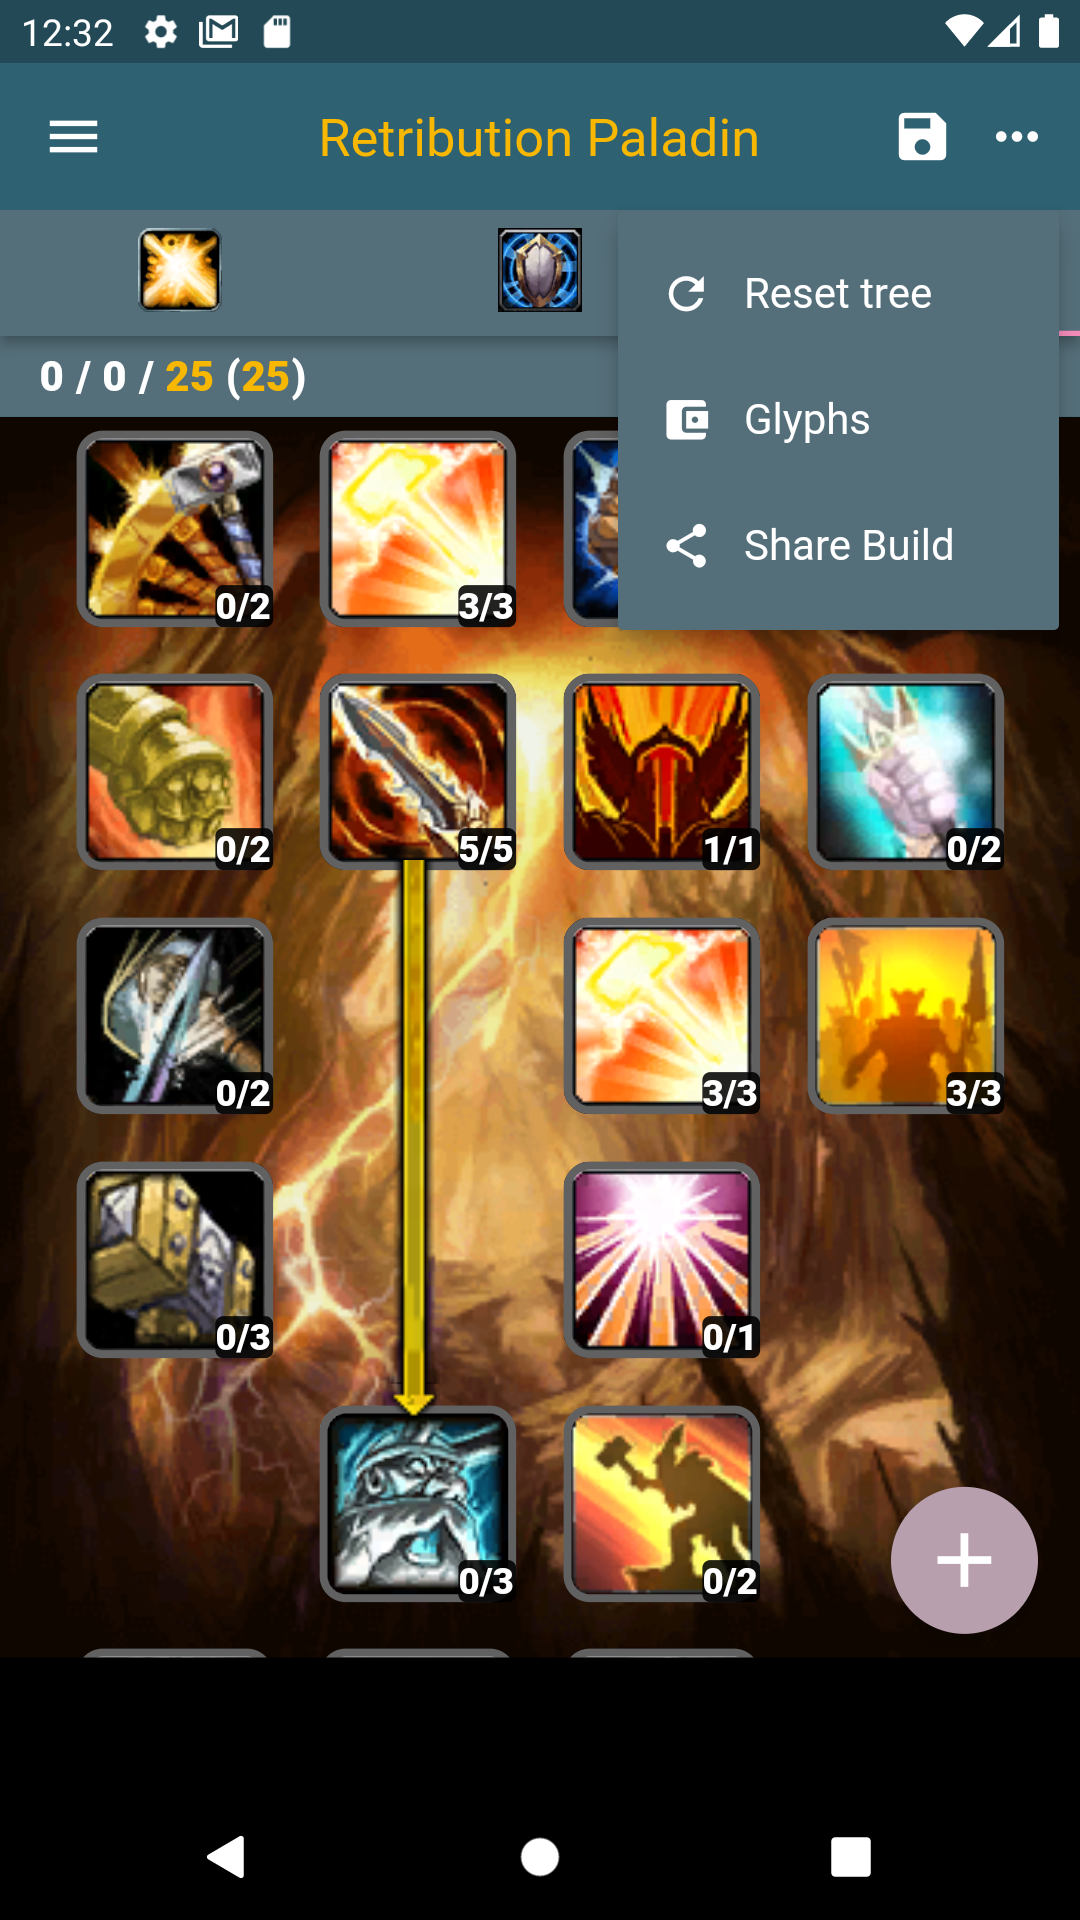 12:32
Retribution Paladin
Reset tree
Glyphs
Share Build
0 / 0 / 25 (25)
0/2
3/3
0/2
5/5
1/1
0/2
0/2
3/3
3/3
0/3
0/1
0/3
0/2